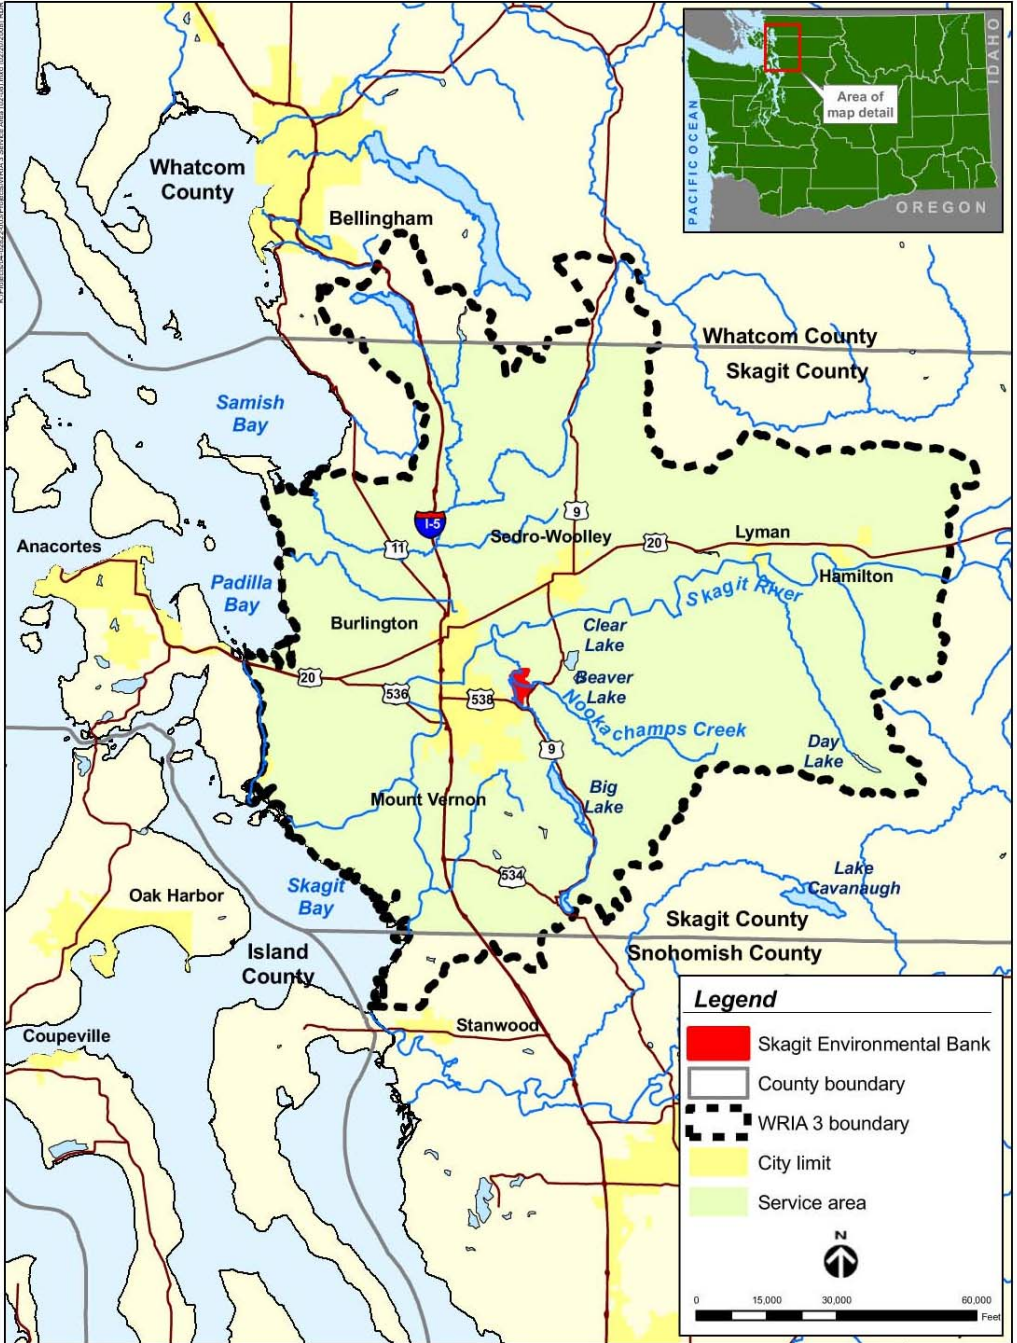 IDAHO
Area of
map detail
PACIFIC OCEAN
OREGON
Whatcom
County
Bellingham
Whatcom County
Skagit County
Samish
Bay
I-5
9
Sedro-Woolley
Lyman
11
20
Anacortes
Hamilton
Padilla
Bay
Skagit River
Burlington
Clear
Lake
20
536
538
Beaver
Lake
Nookachamps Creek
9
Day
Lake
Big
Lake
Mount Vernon
534
Lake
Cavanaugh
Skagit
Bay
Oak Harbor
Skagit County
Island
County
Snohomish County
Stanwood
Coupeville
Legend
Skagit Environmental Bank
County boundary
WRIA 3 boundary
City limit
Service area
N
0 15,000 30,000 60,000
Feet